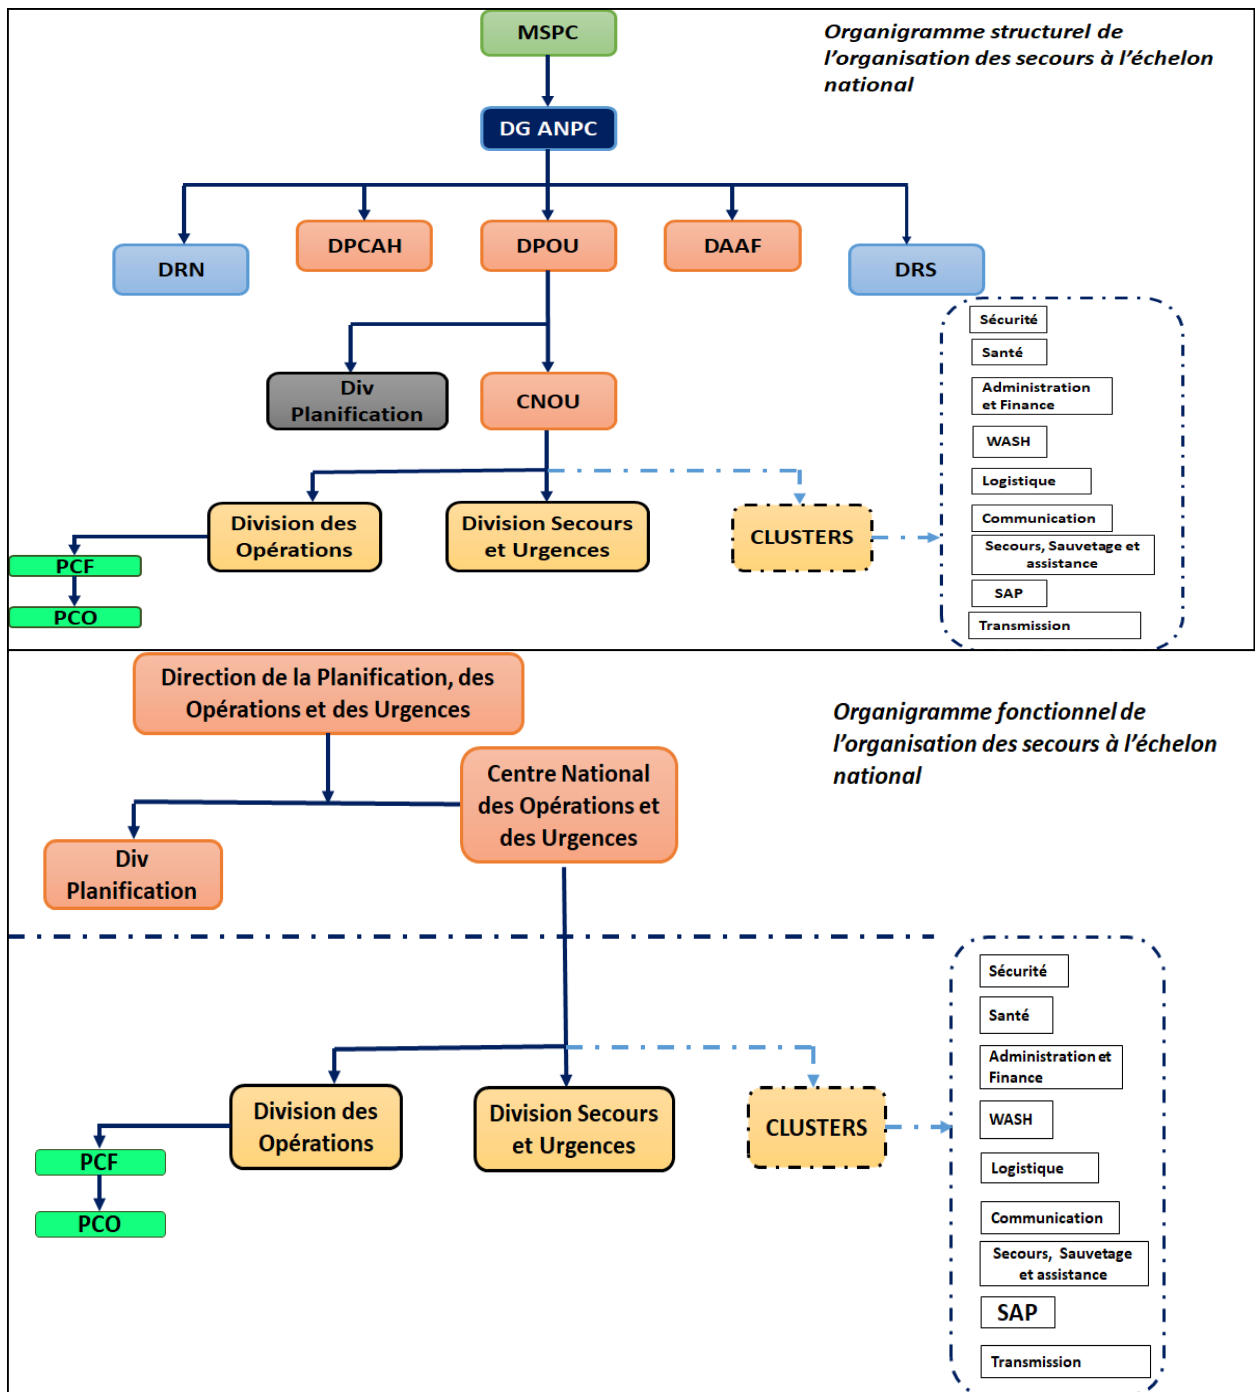 MSPC
Organigramme structurel de
l'organisation des secours à l'échelon
national
DG ANPC
DRN
DPCAH
DPOU
DAAF
DRS
Div
Planification
CNOU
Division des
Opérations
Division Secours
et Urgences
CLUSTERS
PCF
PCO
Sécurité
Santé
Administration
et Finance
WASH
Logistique
Communication
Secours, Sauvetage et
assistance
SAP
Transmission
Direction de la Planification, des
Opérations et des Urgences
Organigramme fonctionnel de
l'organisation des secours à l'échelon
national
Centre National
des Opérations et
des Urgences
Div
Planification
Division des
Opérations
Division Secours
et Urgences
CLUSTERS
PCF
PCO
Sécurité
Santé
Administration et
Finance
WASH
Logistique
Communication
Secours, Sauvetage
et assistance
SAP
Transmission